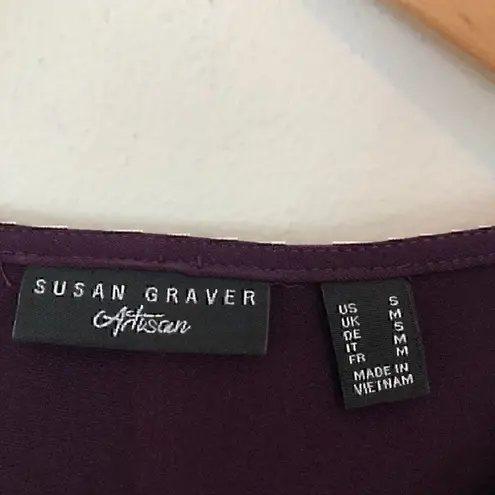 SUSAN GRAVER
Artisan
US S
UK M
DE S
IT M
FR M
MADE IN
VIETNAM